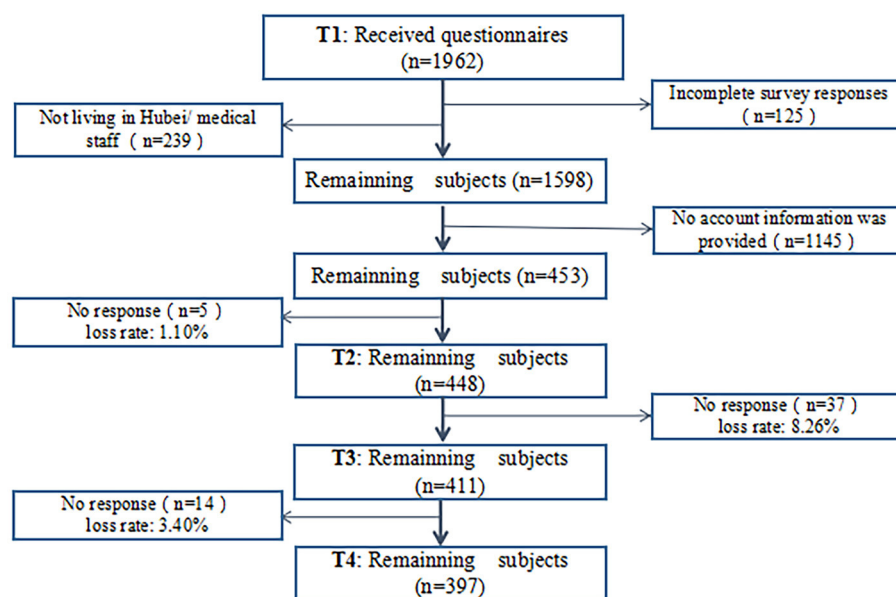 T1: Received questionnaires
(n=1962)
Incomplete survey responses
( n=125 )
Not living in Hubei/ medical
staff ( n=239 )
Remainning subjects (n=1598)
No account information was
provided ( n=1145 )
Remainning subjects (n=453)
No response ( n=5 )
loss rate: 1.10%
T2: Remainning subjects
(n=448)
No response ( n=37 )
loss rate: 8.26%
T3: Remainning subjects
(n=411)
No response ( n=14 )
loss rate: 3.40%
T4: Remainning subjects
(n=397)